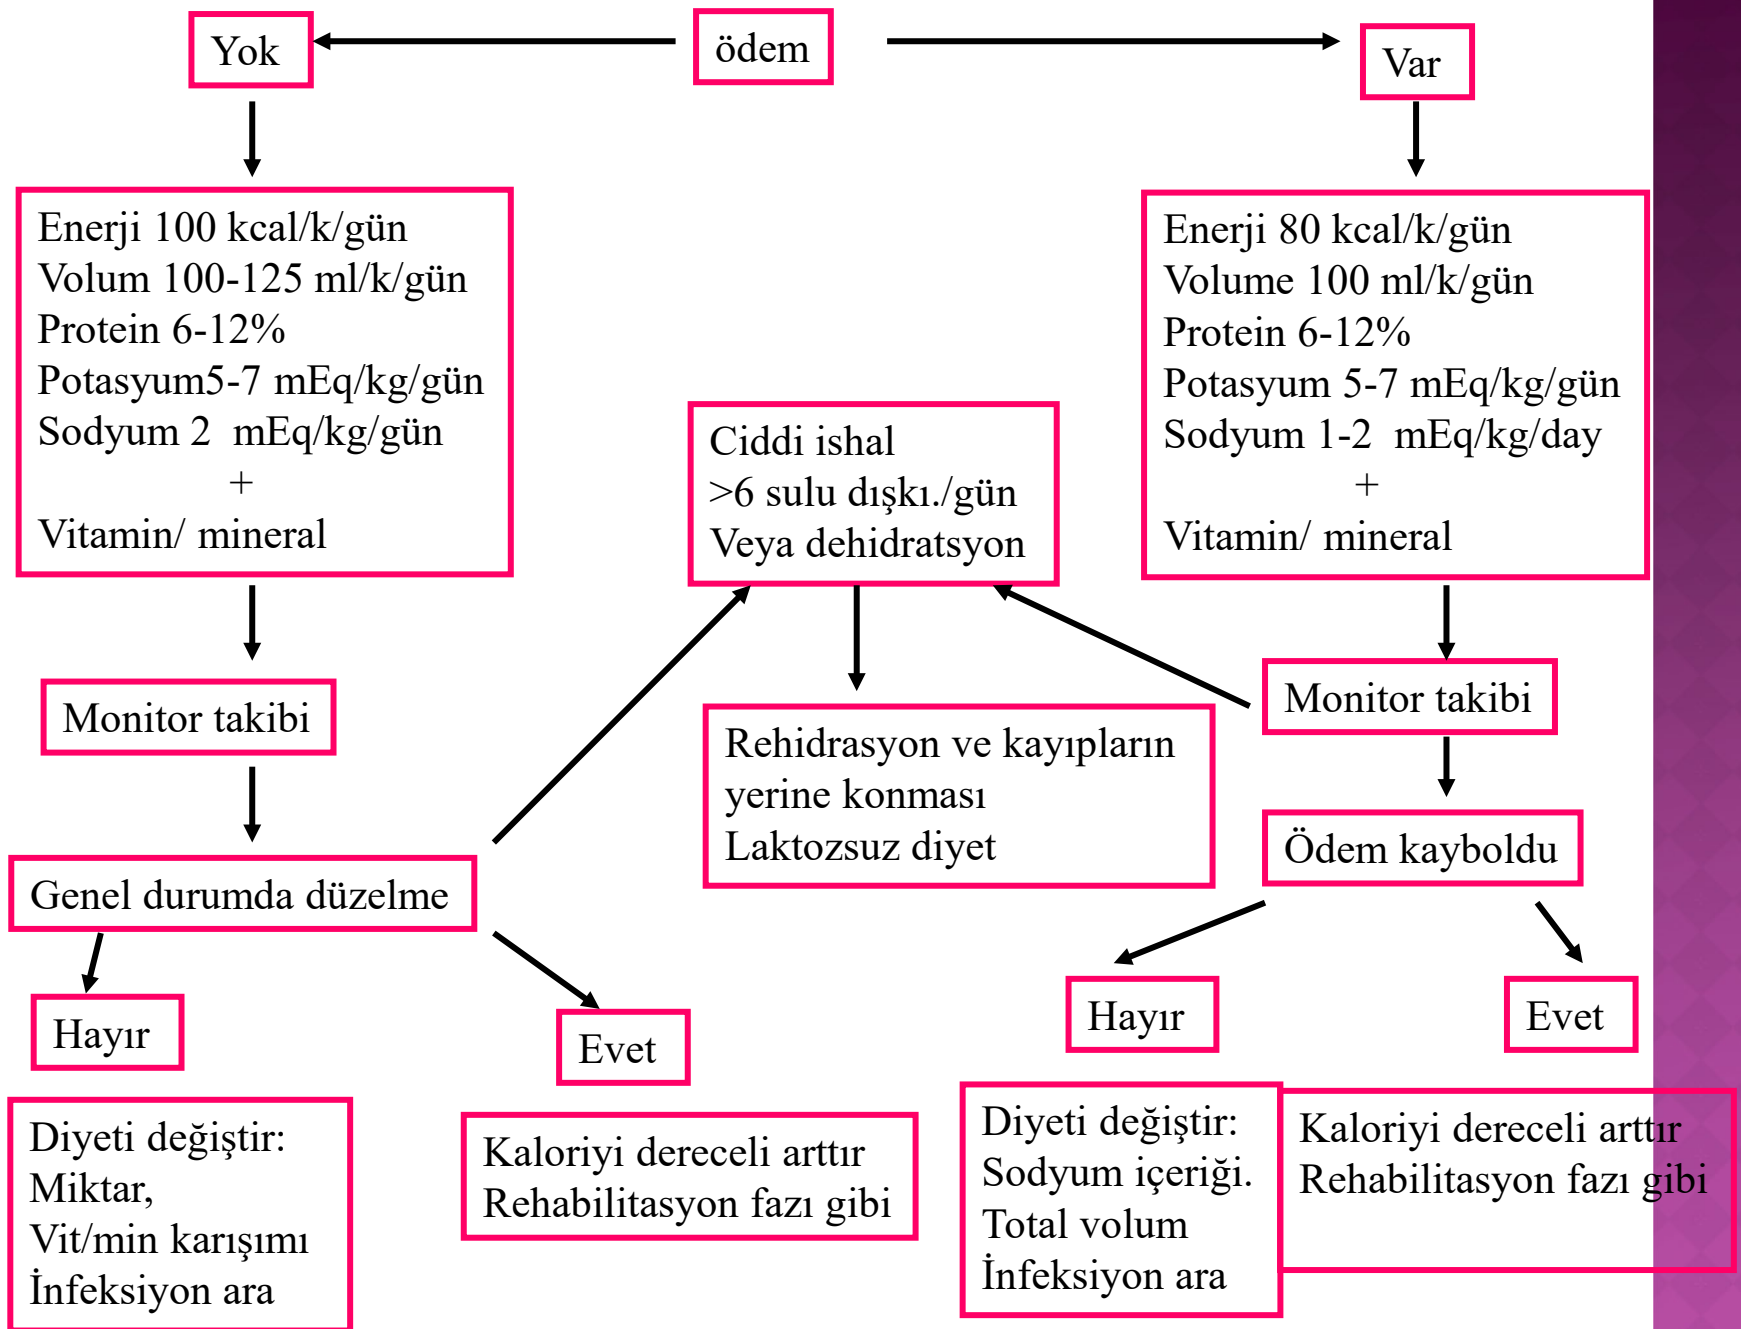 Yok
ödem
Var
Enerji 100 kcal/k/gün
Volum 100-125 ml/k/gün
Protein 6-12%
Potasyum5-7 mEq/kg/gün
Sodyum 2 mEq/kg/gün
+
Vitamin/ mineral
Enerji 80 kcal/k/gün
Volume 100 ml/k/gün
Protein 6-12%
Potasyum 5-7 mEq/kg/gün
Sodyum 1-2 mEq/kg/day
+
Vitamin/ mineral
Ciddi ishal
>6 sulu dışkı./gün
Veya dehidratsyon
Monitor takibi
Rehidrasyon ve kayıpların
yerine konması
Laktozsuz diyet
Monitor takibi
Genel durumda düzelme
Ödem kayboldu
Hayır
Evet
Hayır
Evet
Diyeti değiştir:
Miktar,
Vit/min karışımı
İnfeksiyon ara
Kaloriyi dereceli arttır
Rehabilitasyon fazı gibi
Diyeti değiştir:
Sodyum içeriği.
Total volum
İnfeksiyon ara
Kaloriyi dereceli arttır
Rehabilitasyon fazı gibi